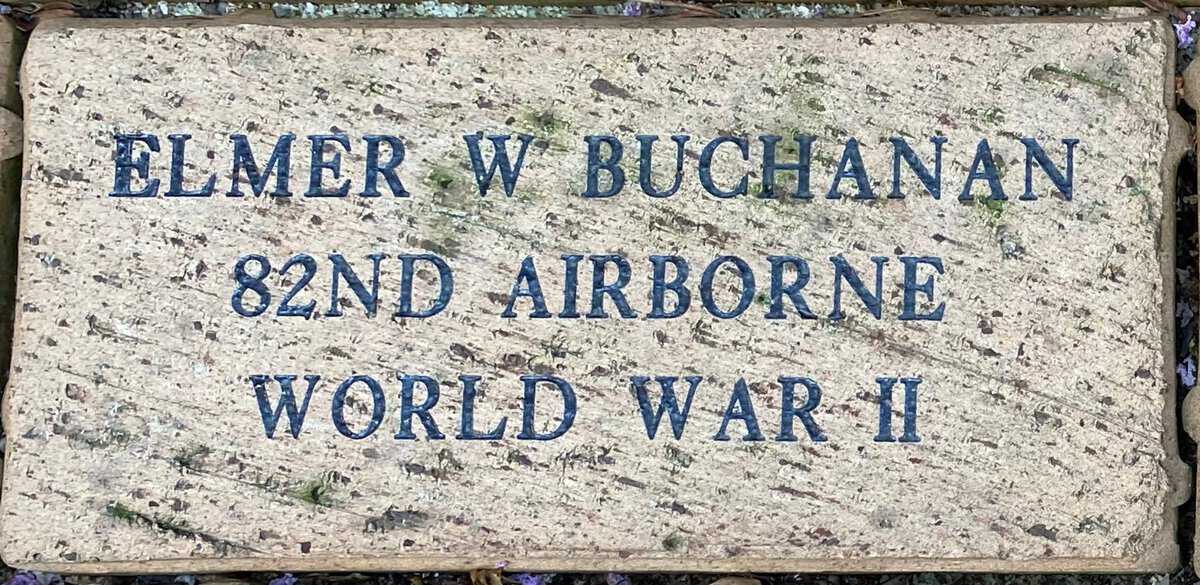 ELMER W BUCHANAN
82ND AIRBORNE
WORLD WAR II